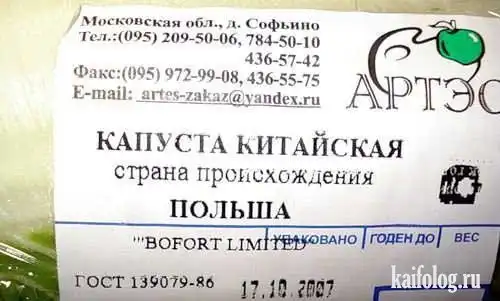 Московская обл., д. Софьино
Тел.:(095) 209-50-06, 784-50-10
436-57-42
Факс:(095) 972-99-08, 436-55-75
E-mail: artes-zakaz@yandex.ru
АРТЭС
КАПУСТА КИТАЙСКАЯ
страна происхождения
ПОЛЬША
"'BOFORT LIMITED
УПАКОВАНО ГОДЕН ДО ВЕС
ГОСТ 139079-86 17.10.2007
kaifolog.ru